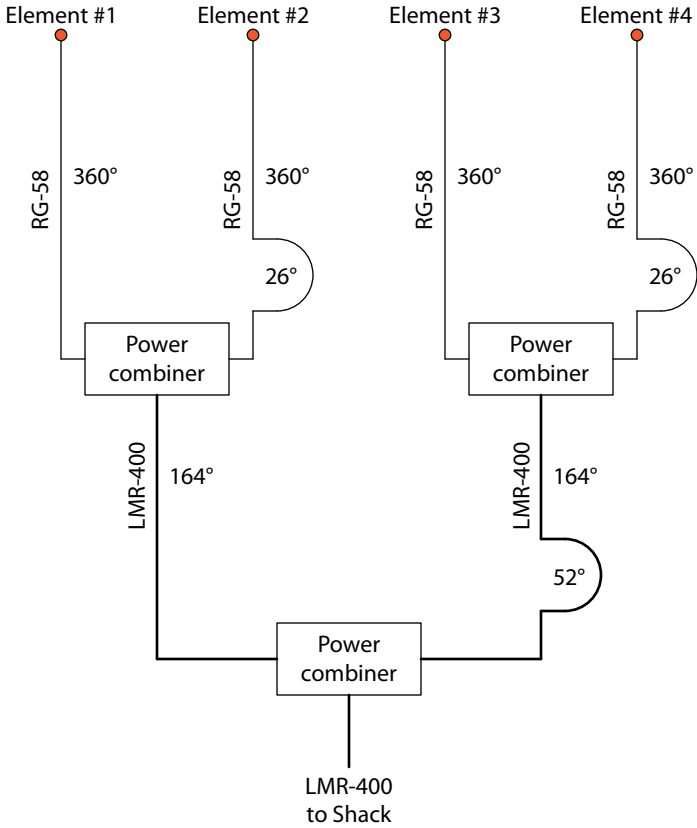 Element #1
Element #2
Element #3
Element #4
RG-58
360°
RG-58
360°
RG-58
360°
RG-58
360°
26°
26°
Power
combiner
Power
combiner
LMR-400
164°
LMR-400
164°
52°
Power
combiner
LMR-400
to Shack